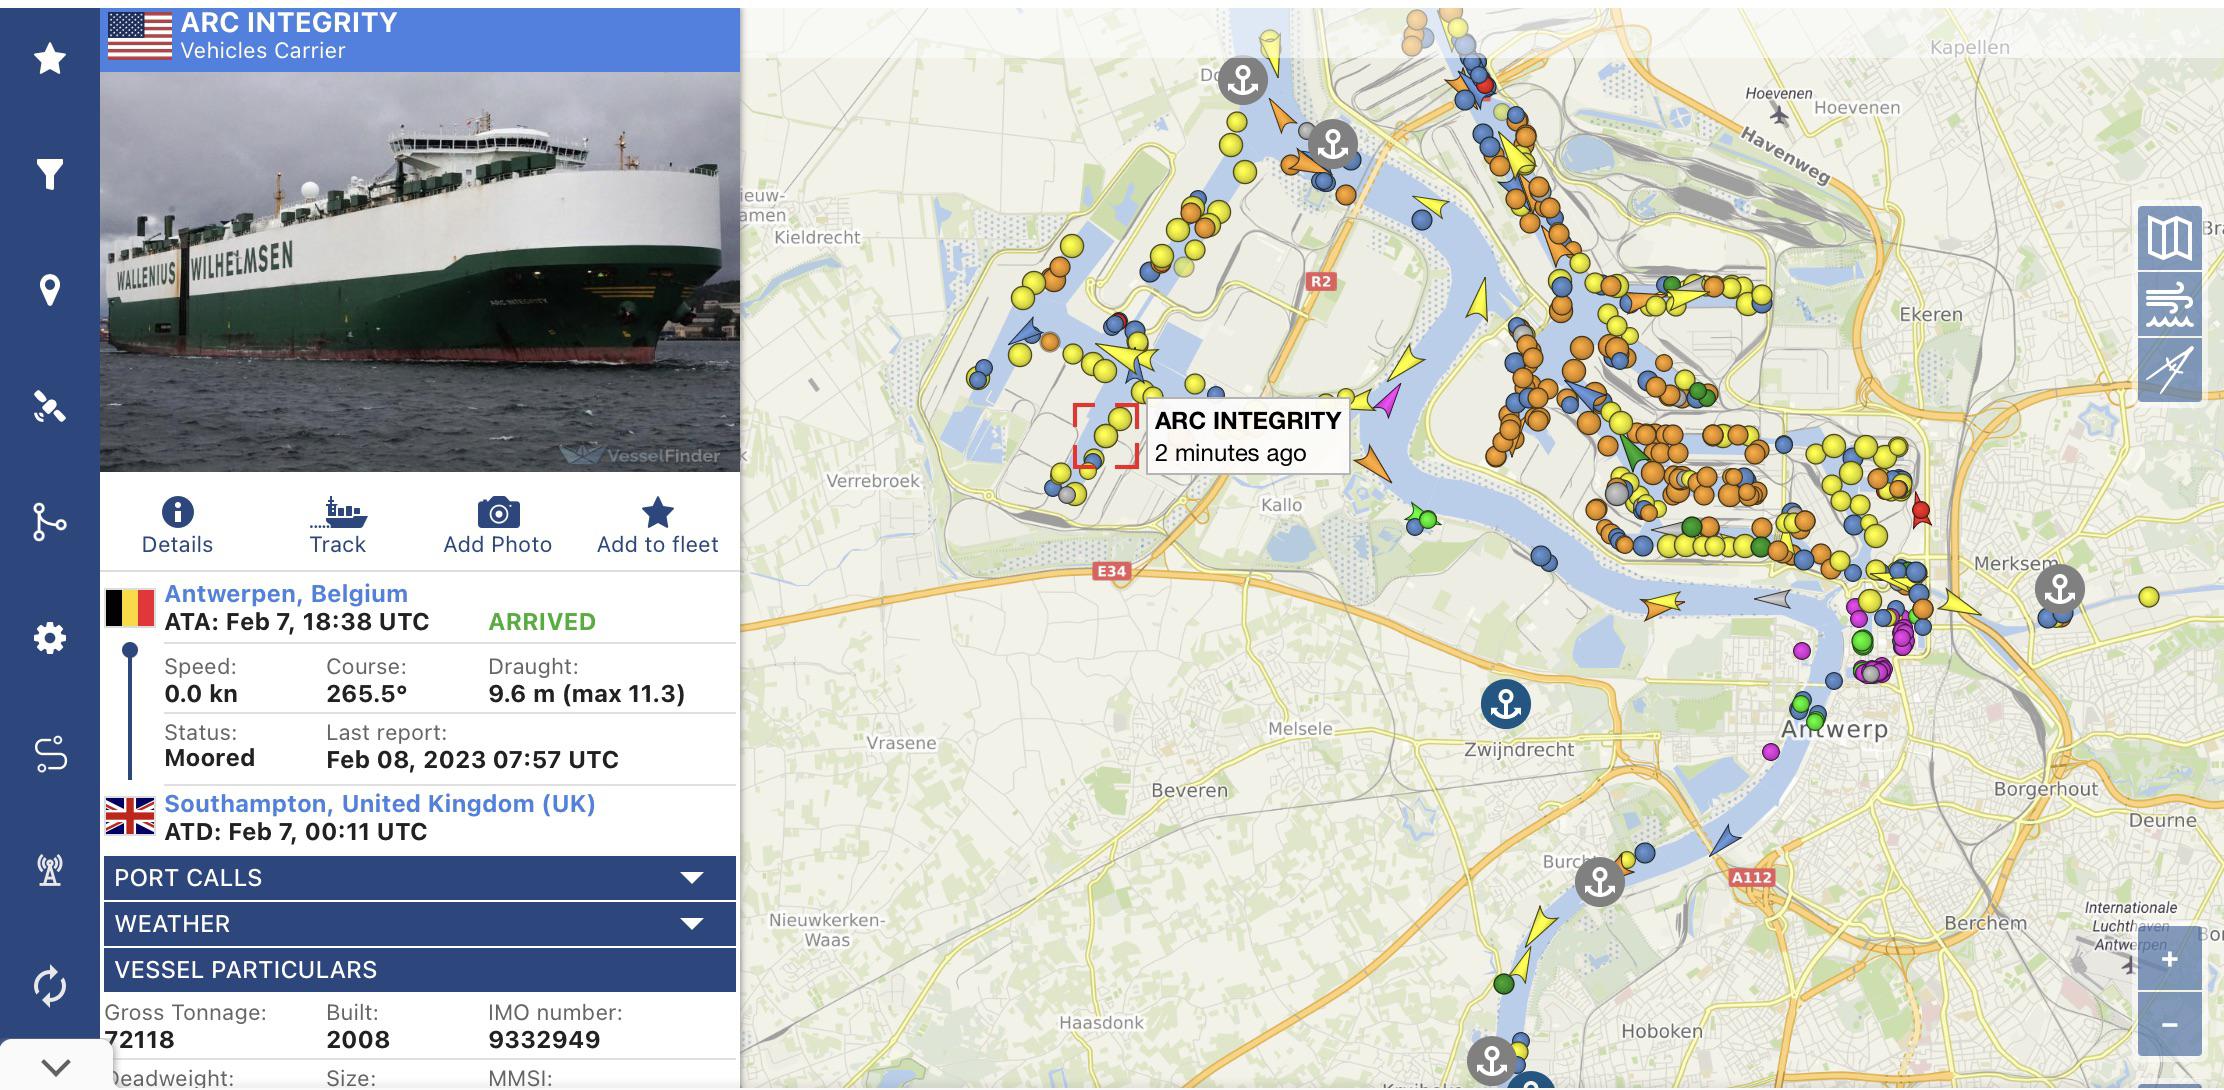 ARC INTEGRITY
Vehicles Carrier
WALLENIUS WILHELMSEN
ARC INTEGRITY
VesselFinder
Details
Track
Add Photo
Add to fleet
Antwerpen, Belgium
ATA: Feb 7, 18:38 UTC
ARRIVED
Speed:
Course:
Draught:
0.0 kn
265.5°
9.6 m (max 11.3)
Status:
Last report:
Moored
Feb 08, 2023 07:57 UTC
Southampton, United Kingdom (UK)
ATD: Feb 7, 00:11 UTC
PORT CALLS
WEATHER
VESSEL PARTICULARS
Gross Tonnage:
Built:
IMO number:
72118
2008
9332949
Deadweight:
Size:
MMSI:
Kapellen
Hoevenen
Hoevenen
Havenweg
Kieldrecht
R2
Ekeren
ARC INTEGRITY
2 minutes ago
Verrebroek
Kallo
E34
Merksem
Antwerp
Vrasene
Melsele
Zwijndrecht
Beveren
Borgerhout
Deurne
A112
Nieuwkerken-
Waas
Berchem
Internationale
Luchthaven
Antwerpen
+
−
Haasdonk
Hoboken